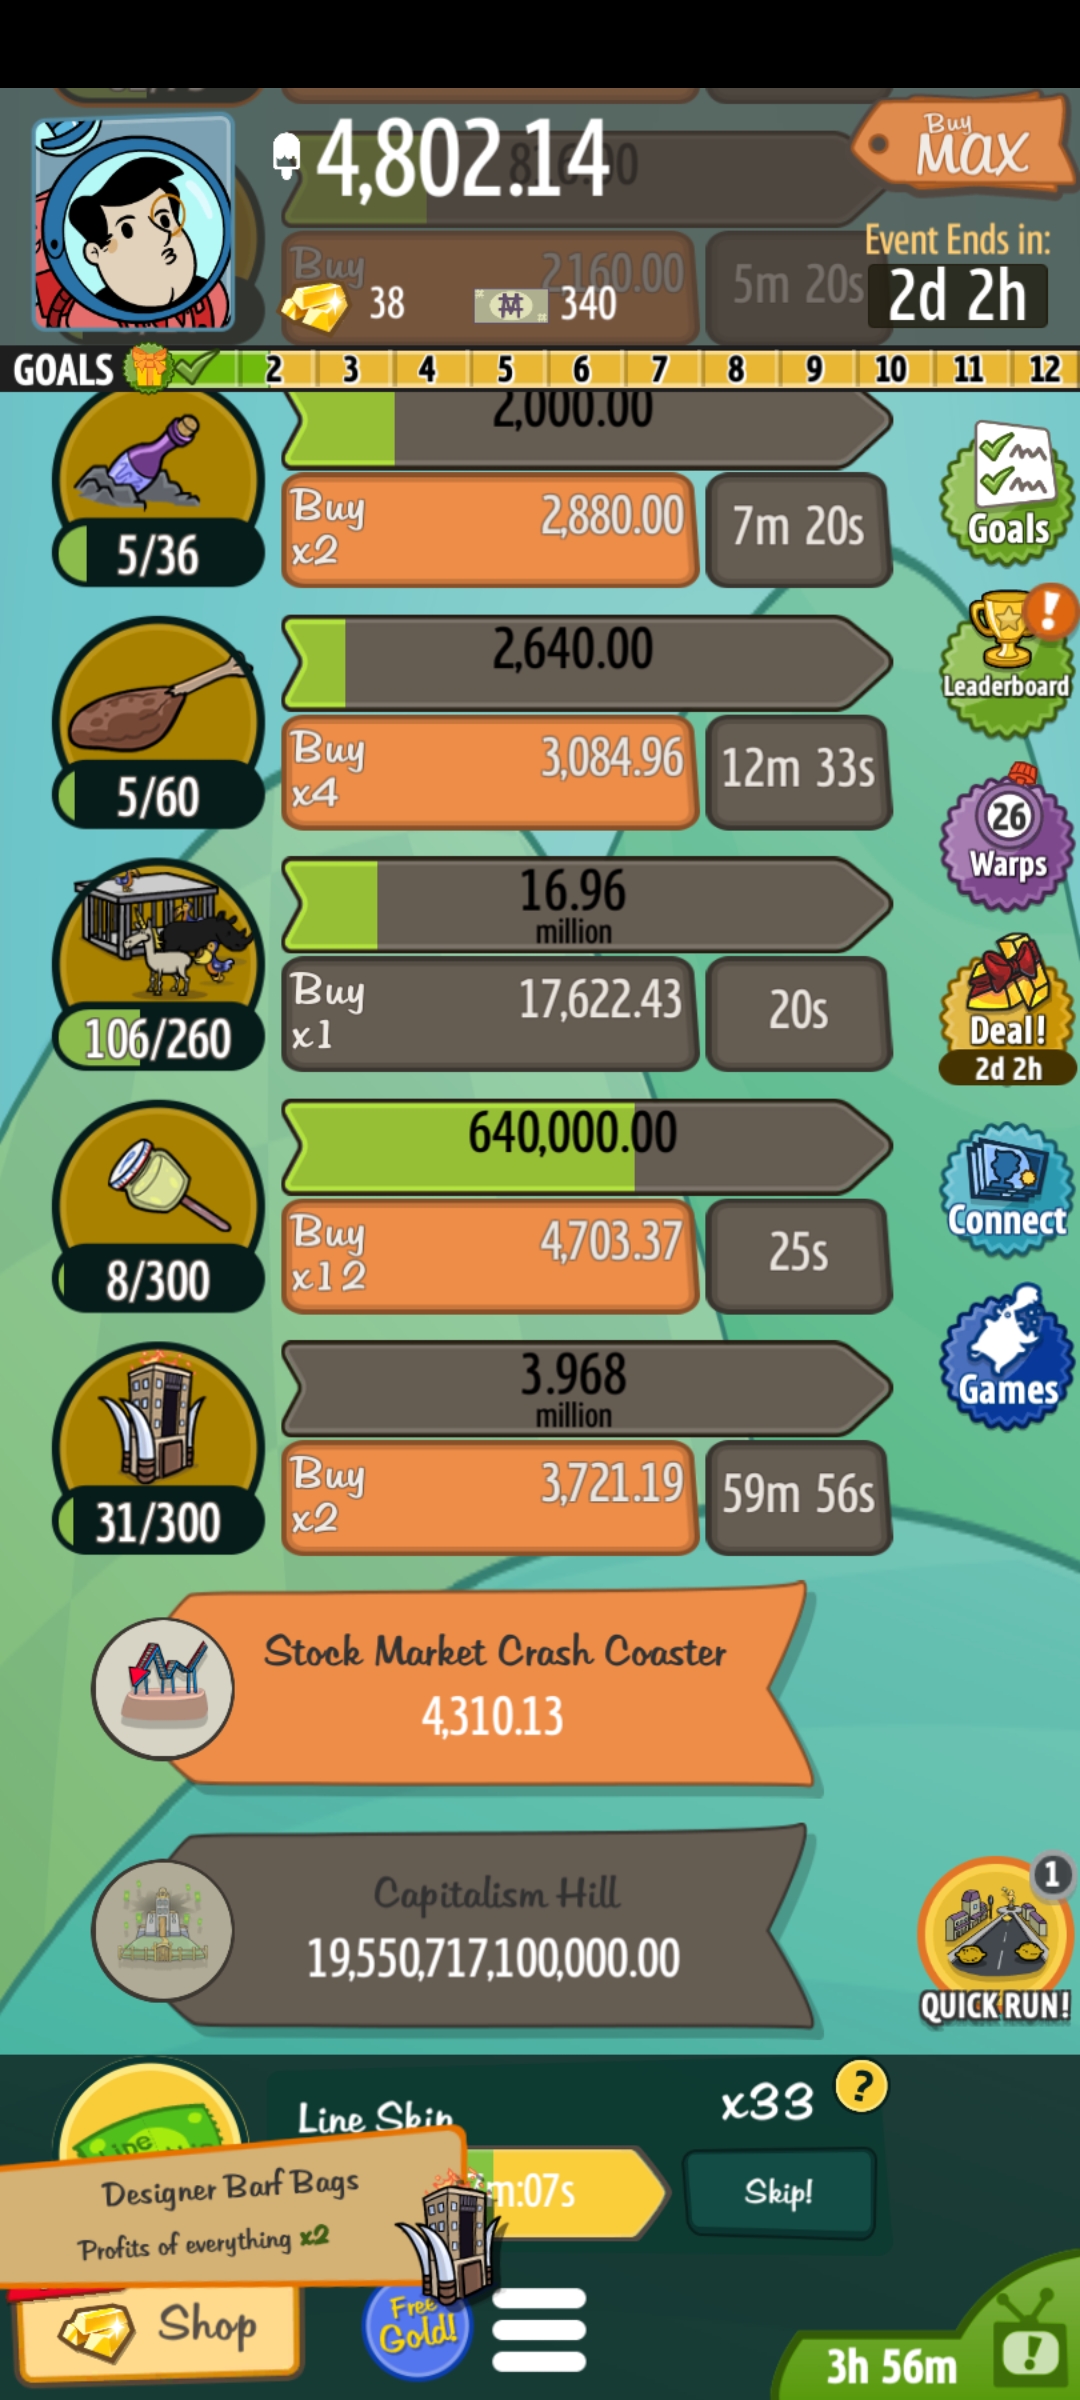 4,802.14
Buy
MAX
Event Ends in:
2d 2h
Buy
2160.00
5m 20s
38
340
GOALS
2
3
4
5
6
7
8
9
10
11
12
2,000.00
Buy
x2
2,880.00
7m 20s
5/36
Goals
2,640.00
Buy
x4
3,084.96
12m 33s
5/60
Leaderboard
26
Warps
16.96
million
Buy
x1
17,622.43
20s
106/260
Deal!
2d 2h
640,000.00
Buy
x12
4,703.37
25s
8/300
Connect
3.968
million
Buy
x2
3,721.19
59m 56s
31/300
Games
Stock Market Crash Coaster
4,310.13
Capitalism Hill
19,550,717,100,000.00
1
QUICK RUN!
Line Skip
x33
?
m:07s
Skip!
Designer Barf Bags
Profits of everything x2
Shop
Free
Gold!
3h 56m